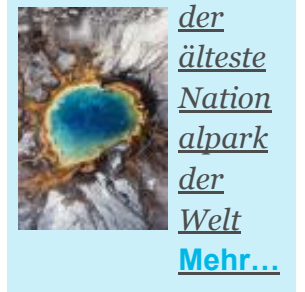 der
älteste
Nation
alpark
der
Welt
Mehr…